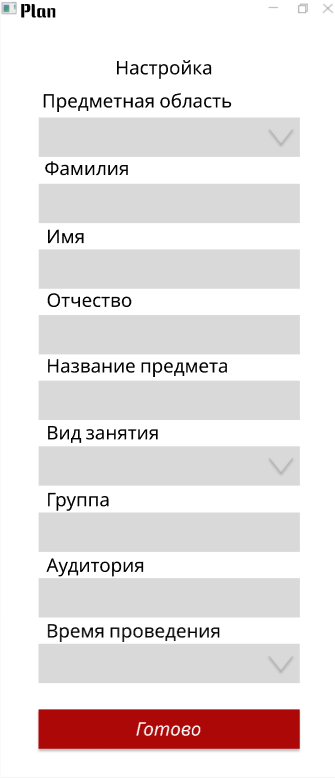 Plan
Настройка
Предметная область
Фамилия
Имя
Отчество
Название предмета
Вид занятия
Группа
Аудитория
Время проведения
Готово